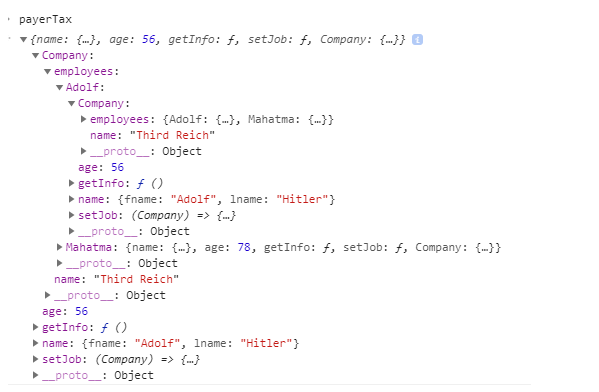 payerTax
{name: {…}, age: 56, getInfo: ƒ, setJob: ƒ, Company: {…}} i
Company:
employees:
Adolf:
Company:
employees: {Adolf: {…}, Mahatma: {…}}
name: "Third Reich"
__proto__: Object
age: 56
getInfo: ƒ ()
name: {fname: "Adolf", lname: "Hitler"}
setJob: (Company) => {…}
__proto__: Object
Mahatma: {name: {…}, age: 78, getInfo: ƒ, setJob: ƒ, Company: {…}}
__proto__: Object
name: "Third Reich"
__proto__: Object
age: 56
getInfo: ƒ ()
name: {fname: "Adolf", lname: "Hitler"}
setJob: (Company) => {…}
__proto__: Object